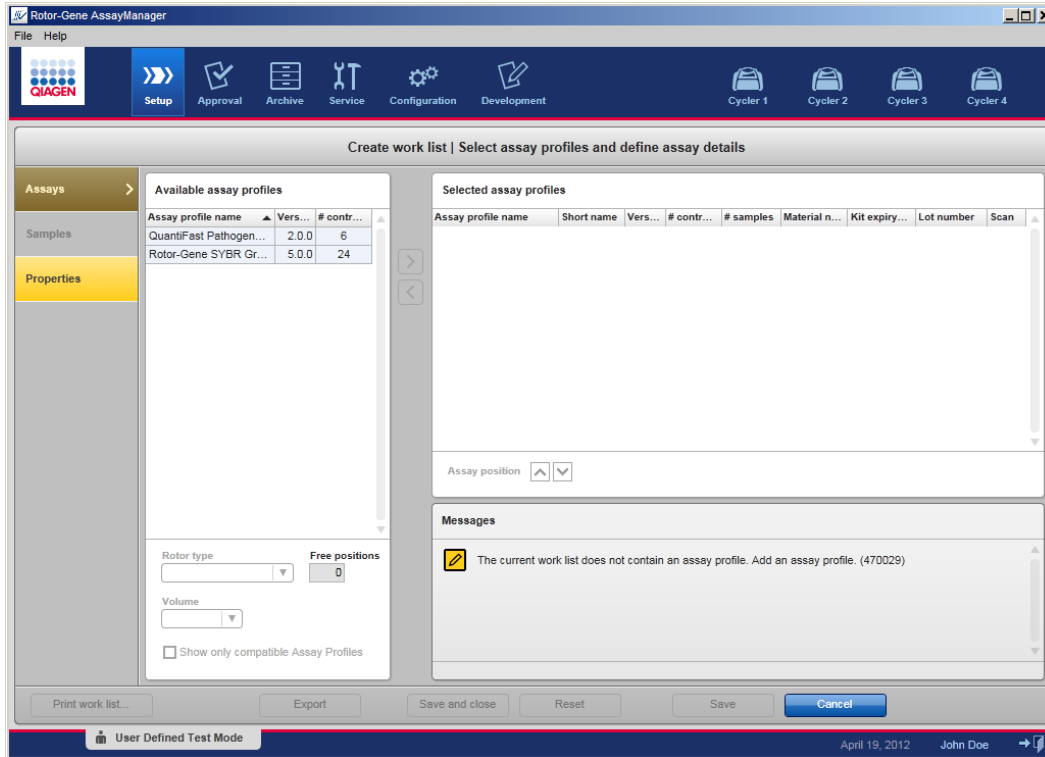 Rotor-Gene AssayManager
File Help
QIAGEN
Setup Approval Archive Service Configuration Development Cycler 1 Cycler 2 Cycler 3 Cycler 4
Create work list | Select assay profiles and define assay details
Assays
Samples
Properties
Available assay profiles
Assay profile name Vers... # contr...
QuantiFast Pathogen... 2.0.0 6
Rotor-Gene SYBR Gr... 5.0.0 24
Rotor type Free positions
0
Volume
Show only compatible Assay Profiles
Selected assay profiles
Assay profile name Short name Vers... # contr... # samples Material n... Kit expiry... Lot number Scan
Assay position
Messages
The current work list does not contain an assay profile. Add an assay profile. (470029)
Print work list... Export Save and close Reset Save Cancel
User Defined Test Mode
April 19, 2012 John Doe